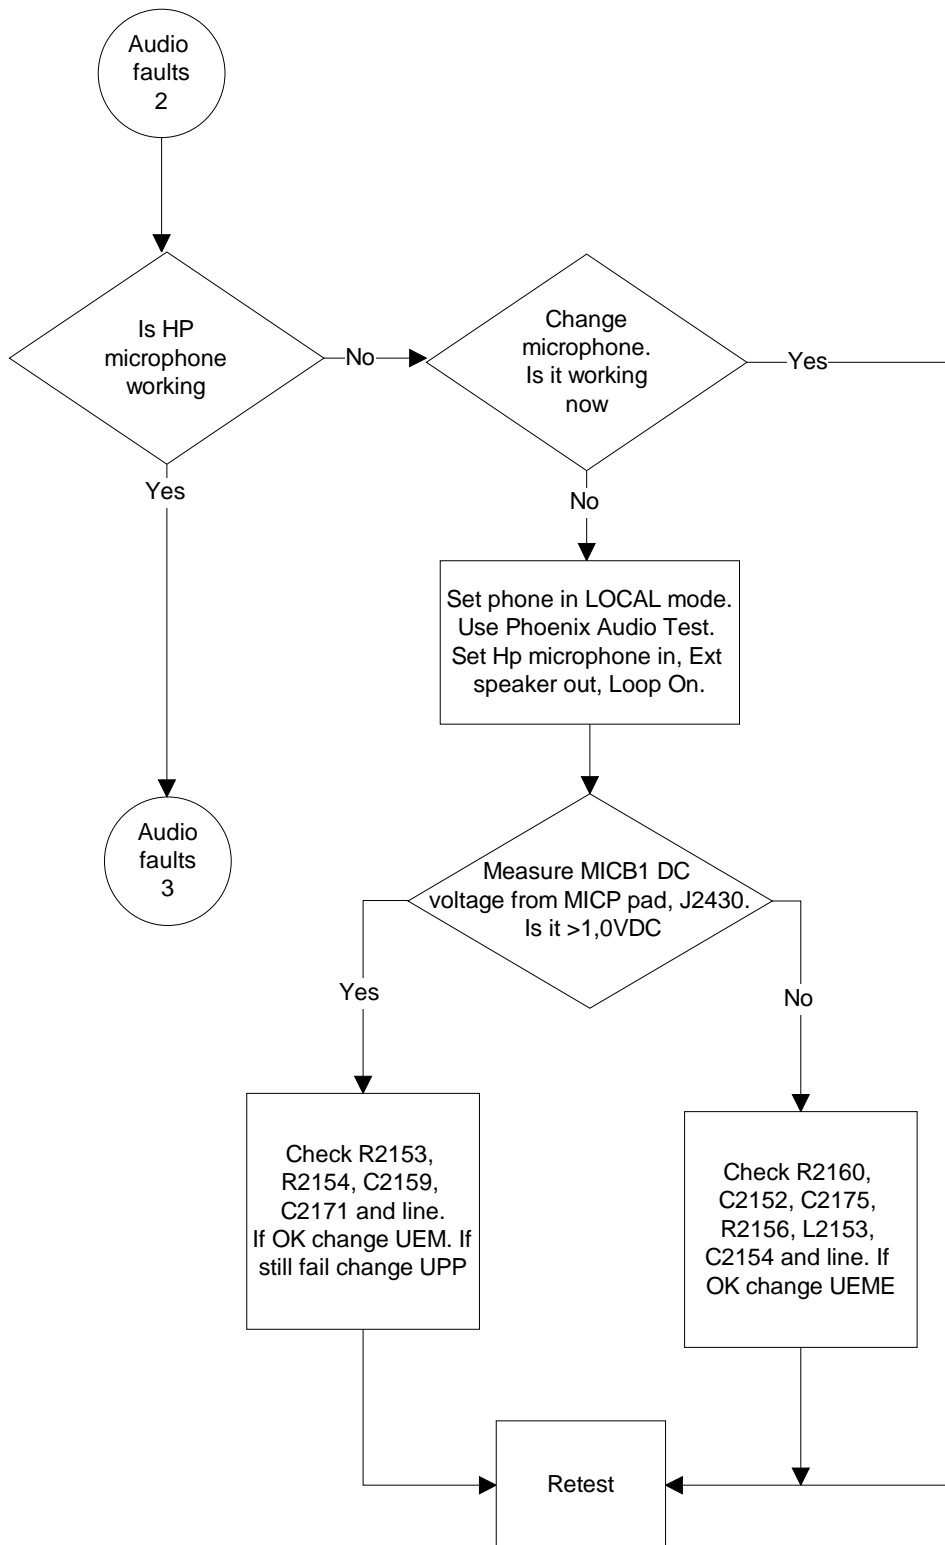 Audio
faults
2
Is HP
microphone
working
No
Change
microphone.
Is it working
now
Yes
Yes
No
Set phone in LOCAL mode.
Use Phoenix Audio Test.
Set Hp microphone in, Ext
speaker out, Loop On.
Audio
faults
3
Measure MICB1 DC
voltage from MICP pad, J2430.
Is it >1,0VDC
Yes
No
Check R2153,
R2154, C2159,
C2171 and line.
If OK change UEM. If
still fail change UPP
Check R2160,
C2152, C2175,
R2156, L2153,
C2154 and line. If
OK change UEME
Retest